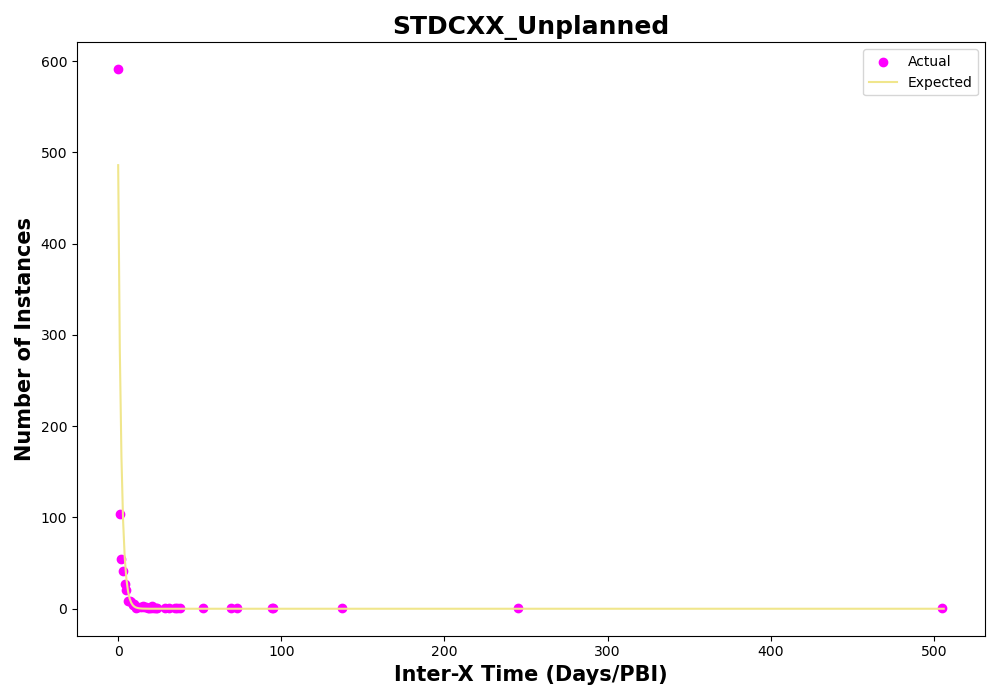 STDCXX_Unplanned
Actual
Expected
Number of Instances
600
500
400
300
200
100
0
0
100
200
300
400
500
Inter-X Time (Days/PBI)